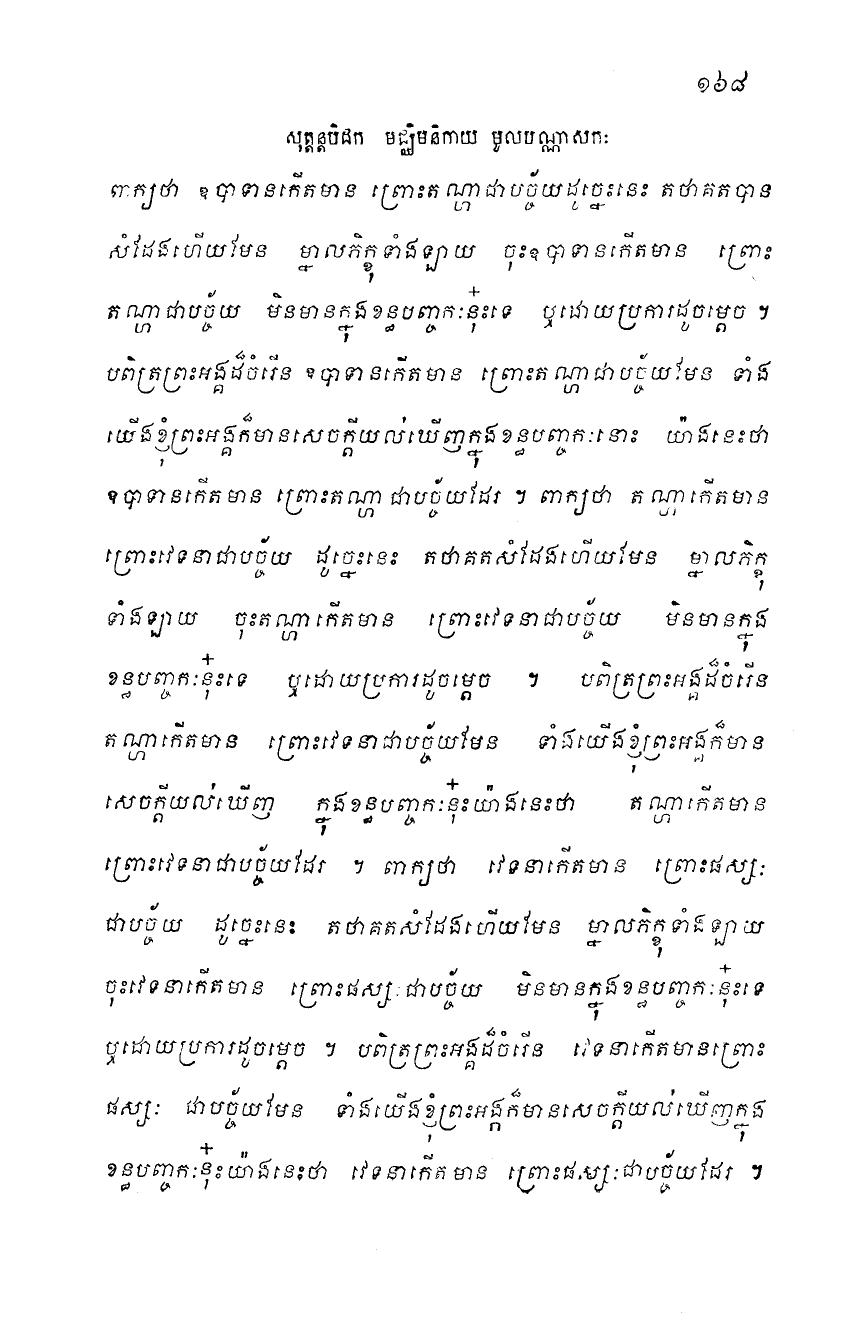 ១៦៨
សុត្តន្តបិដក មជ្ឈិមនិកាយ មូលបណ្ណាសកៈ
ពាក្យថា ឧបាទានកើតមាន ព្រោះតណ្ហាជាបច្ច័យដូច្នេះនេះ តថាគតបាន
សំដែងហើយមែន ម្នាលភិក្ខុទាំងឡាយ ចុះឧបាទានកើតមាន ព្រោះ
តណ្ហាជាបច្ច័យ មិនមានក្នុងខន្ធបញ្ចកៈនុ៎ះទេ ឬដោយប្រការដូចម្តេច ។
បពិត្រព្រះអង្គដ៏ចំរើន ឧបាទានកើតមាន ព្រោះតណ្ហាជាបច្ច័យមែន ទាំង
យើងខ្ញុំព្រះអង្គក៏មានសេចក្តីយល់ឃើញក្នុងខន្ធបញ្ចកៈនោះ យ៉ាងនេះថា
ឧបាទានកើតមាន ព្រោះតណ្ហាជាបច្ច័យដែរ ។ ពាក្យថា តណ្ហាកើតមាន
ព្រោះវេទនាជាបច្ច័យ ដូច្នេះនេះ តថាគតសំដែងហើយមែន ម្នាលភិក្ខុ
ទាំងឡាយ ចុះតណ្ហាកើតមាន ព្រោះវេទនាជាបច្ច័យ មិនមានក្នុង
ខន្ធបញ្ចកៈនុ៎ះទេ ឬដោយប្រការដូចម្តេច ។ បពិត្រព្រះអង្គដ៏ចំរើន
តណ្ហាកើតមាន ព្រោះវេទនាជាបច្ច័យមែន ទាំងយើងខ្ញុំព្រះអង្គក៏មាន
សេចក្តីយល់ឃើញ ក្នុងខន្ធបញ្ចកៈនុ៎ះយ៉ាងនេះថា តណ្ហាកើតមាន
ព្រោះវេទនាជាបច្ច័យដែរ ។ ពាក្យថា វេទនាកើតមាន ព្រោះផស្សៈ
ជាបច្ច័យ ដូច្នេះនេះ តថាគតសំដែងហើយមែន ម្នាលភិក្ខុទាំងឡាយ
ចុះវេទនាកើតមាន ព្រោះផស្សៈជាបច្ច័យ មិនមានក្នុងខន្ធបញ្ចកៈនុ៎ះទេ
ឬដោយប្រការដូចម្តេច ។ បពិត្រព្រះអង្គដ៏ចំរើន វេទនាកើតមានព្រោះ
ផស្សៈ ជាបច្ច័យមែន ទាំងយើងខ្ញុំព្រះអង្គក៏មានសេចក្តីយល់ឃើញក្នុង
ខន្ធបញ្ចកៈនុ៎ះយ៉ាងនេះថា វេទនាកើតមាន ព្រោះផស្សៈជាបច្ច័យដែរ ។